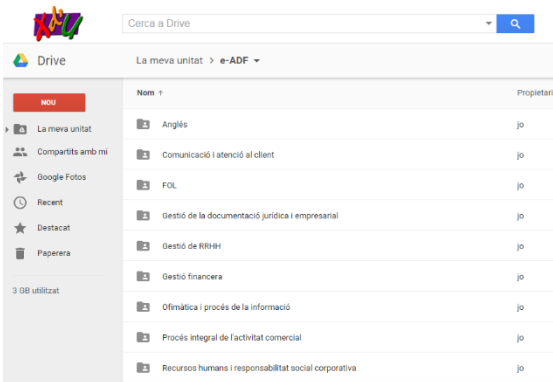 XdU
Cerca a Drive
Drive
La meva unitat > e-ADF
NOU
La meva unitat
Compartits amb mi
Google Fotos
Recent
Destacat
Paperera
3 GB utilitzat
Nom ↑ Propietari
Anglés jo
Comunicació i atenció al client jo
FOL jo
Gestió de la documentació jurídica i empresarial jo
Gestió de RRHH jo
Gestió financera jo
Ofimàtica i procés de la informació jo
Procés integral de l'activitat comercial jo
Recursos humans i responsabilitat social corporativa jo